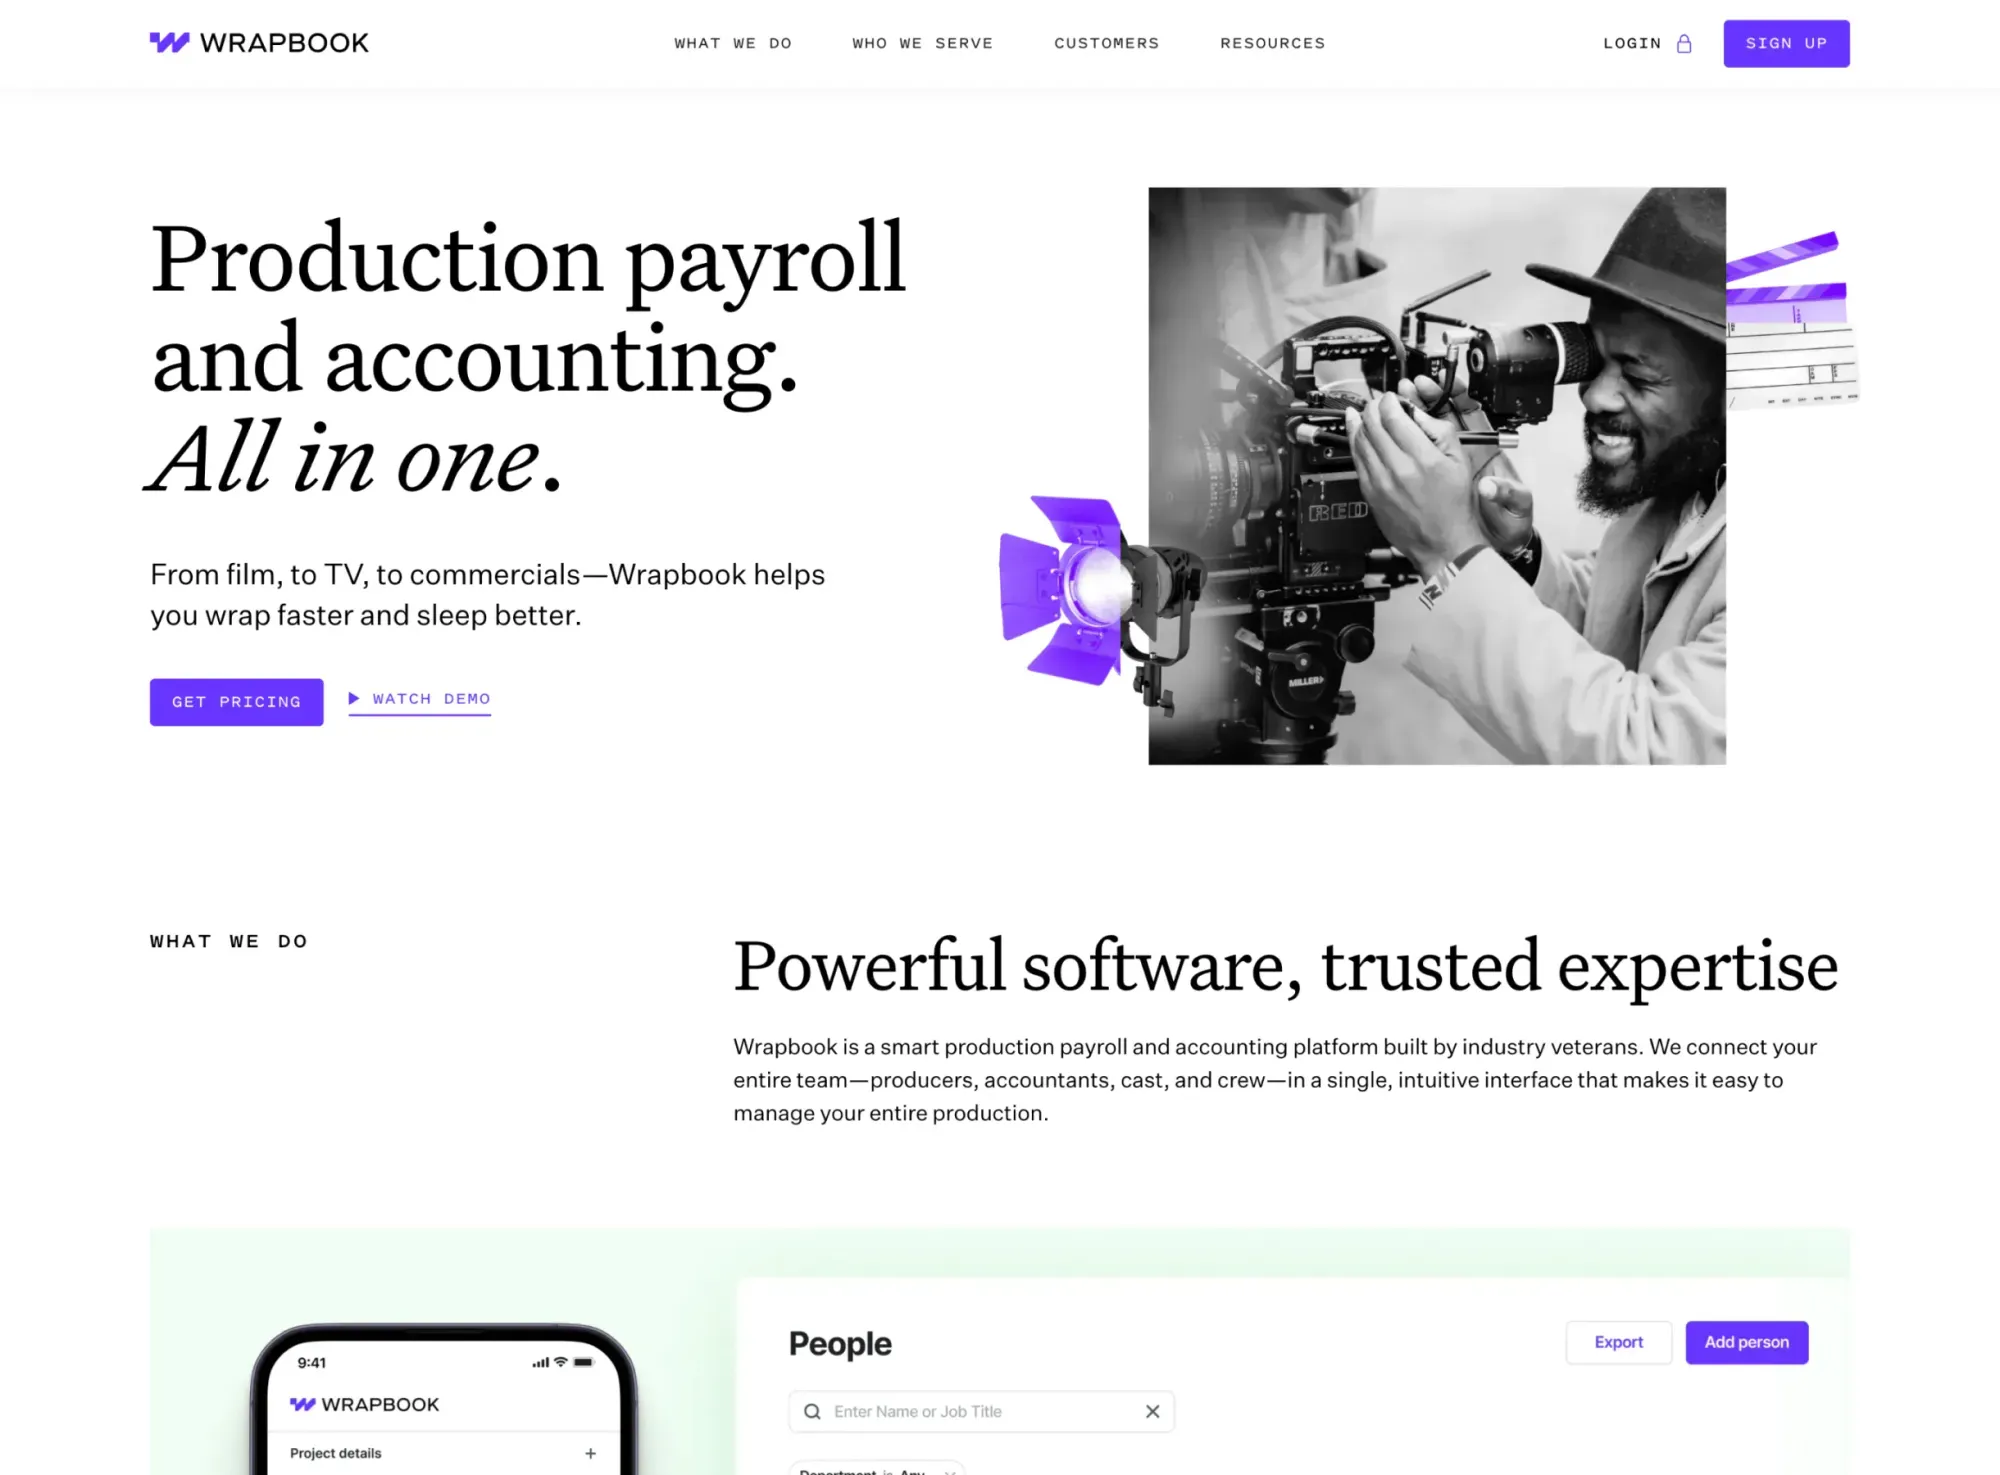 WRAPBOOK
WHAT WE DO
WHO WE SERVE
CUSTOMERS
RESOURCES
LOGIN
SIGN UP
Production payroll
and accounting.
All in one.
From film, to TV, to commercials—Wrapbook helps
you wrap faster and sleep better.
GET PRICING
WATCH DEMO
RED
MILLER
WHAT WE DO
Powerful software, trusted expertise
Wrapbook is a smart production payroll and accounting platform built by industry veterans. We connect your
entire team—producers, accountants, cast, and crew—in a single, intuitive interface that makes it easy to
manage your entire production.
9:41
WRAPBOOK
Project details
People
Export
Add person
Enter Name or Job Title
Department is Any